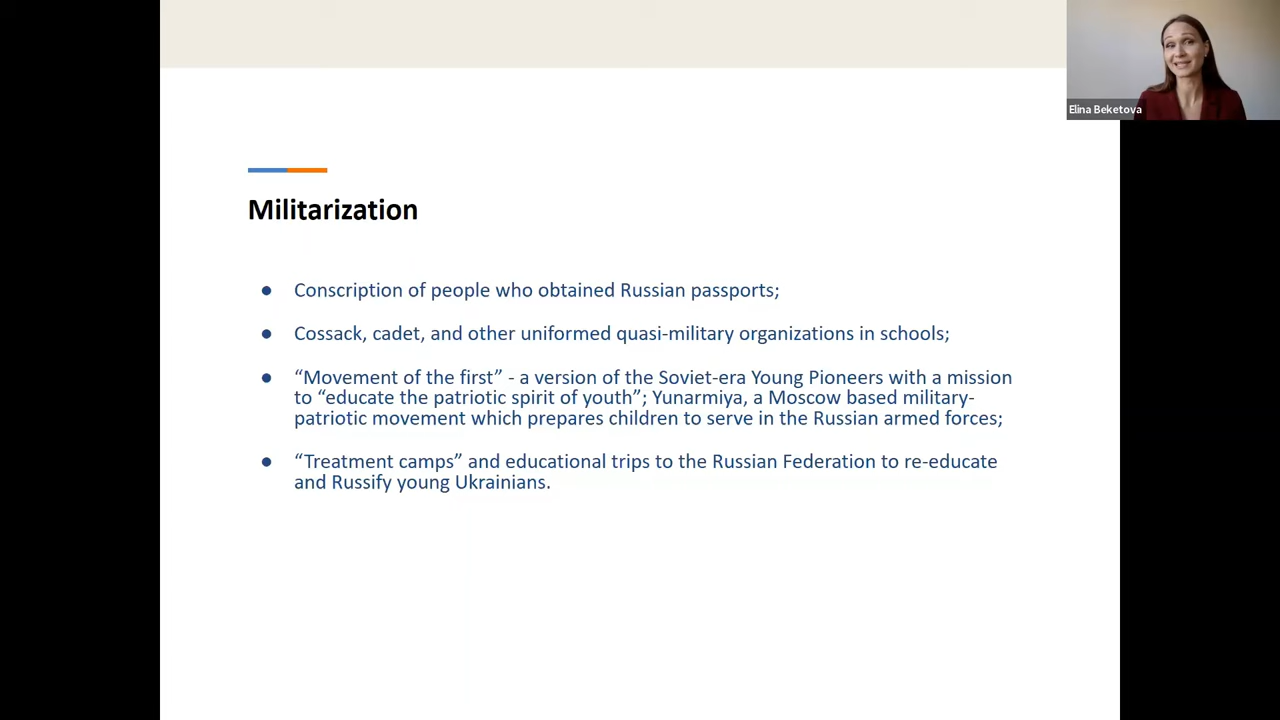 Elina Beketova
Militarization
● Conscription of people who obtained Russian passports;
● Cossack, cadet, and other uniformed quasi-military organizations in schools;
● “Movement of the first” - a version of the Soviet-era Young Pioneers with a mission
to “educate the patriotic spirit of youth”; Yunarmiya, a Moscow based military-
patriotic movement which prepares children to serve in the Russian armed forces;
● “Treatment camps” and educational trips to the Russian Federation to re-educate
and Russify young Ukrainians.